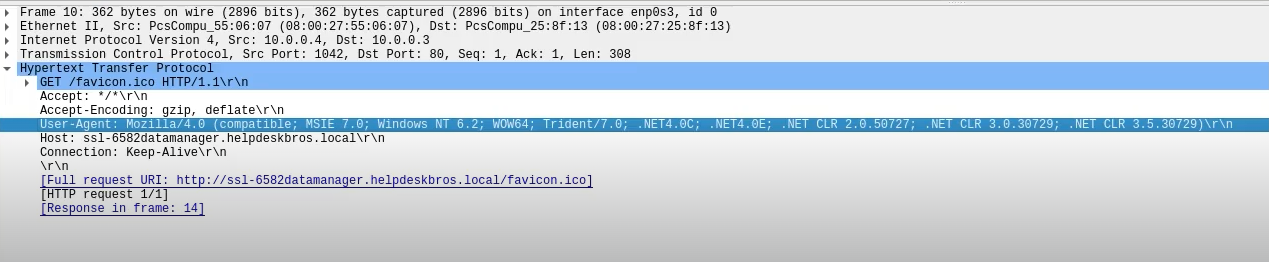 Frame 10: 362 bytes on wire (2896 bits), 362 bytes captured (2896 bits) on interface enp0s3, id 0
Ethernet II, Src: PcsCompu_55:06:07 (08:00:27:55:06:07), Dst: PcsCompu_25:8f:13 (08:00:27:25:8f:13)
Internet Protocol Version 4, Src: 10.0.0.4, Dst: 10.0.0.3
Transmission Control Protocol, Src Port: 1042, Dst Port: 80, Seq: 1, Ack: 1, Len: 308
Hypertext Transfer Protocol
GET /favicon.ico HTTP/1.1\r\n
Accept: */*\r\n
Accept-Encoding: gzip, deflate\r\n
User-Agent: Mozilla/4.0 (compatible; MSIE 7.0; Windows NT 6.2; WOW64; Trident/7.0; .NET4.0C; .NET4.0E; .NET CLR 2.0.50727; .NET CLR 3.0.30729; .NET CLR 3.5.30729)\r\n
Host: ssl-6582datamanager.helpdeskbros.local\r\n
Connection: Keep-Alive\r\n
\r\n
[Full request URI: http://ssl-6582datamanager.helpdeskbros.local/favicon.ico]
[HTTP request 1/1]
[Response in frame: 14]